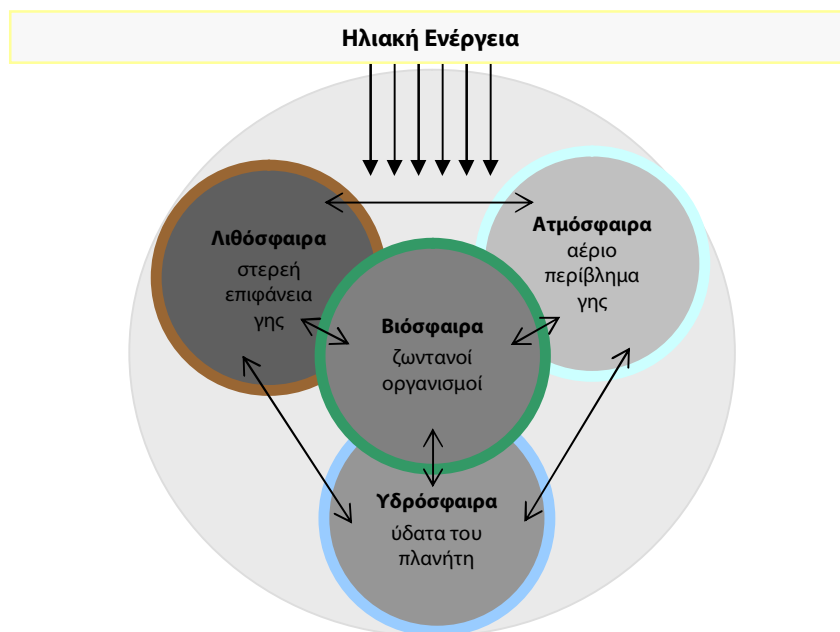 Ηλιακή Ενέργεια
Λιθόσφαιρα
στερεή
επιφάνεια
γης
Ατμόσφαιρα
αέριο
περίβλημα
γης
Βιόσφαιρα
ζωντανοί
οργανισμοί
Υδρόσφαιρα
ύδατα του
πλανήτη